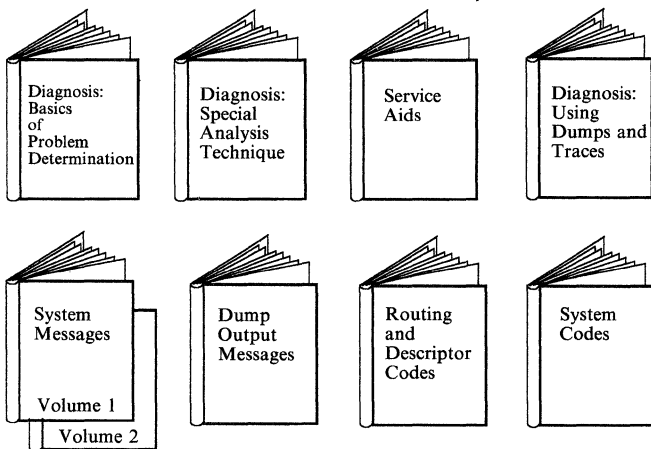 Diagnosis:
Basics
of
Problem
Determination
Diagnosis:
Special
Analysis
Technique
Service
Aids
Diagnosis:
Using
Dumps and
Traces
System
Messages
Volume 1
Volume 2
Dump
Output
Messages
Routing
and
Descriptor
Codes
System
Codes